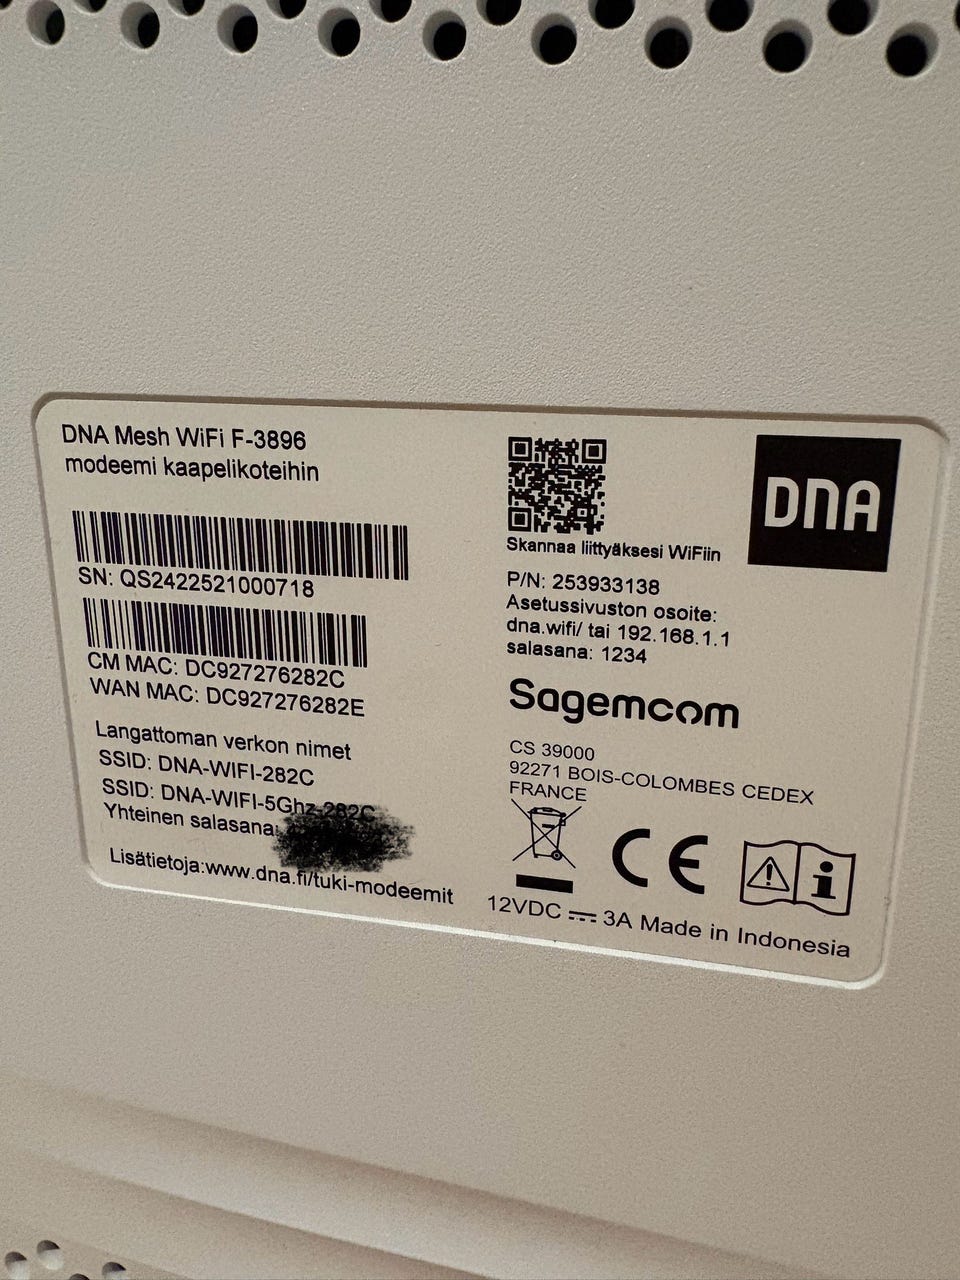 DNA Mesh WiFi F-3896
modeemi kaapelikoteihin
SN: QS2422521000718
CM MAC: DC927276282C
WAN MAC: DC927276282E
Langattoman verkon nimet
SSID: DNA-WIFI-282C
SSID: DNA-WIFI-5Ghz-282C
Yhteinen salasana:
Lisätietoja:www.dna.fi/tuki-modeemit
DNA
Skannaa liittyäksesi WiFiin
P/N: 253933138
Asetussivuston osoite:
dna.wifi/ tai 192.168.1.1
salasana: 1234
Sagemcom
CS 39000
92271 BOIS-COLOMBES CEDEX
FRANCE
CE
12VDC ⎓ 3A Made in Indonesia